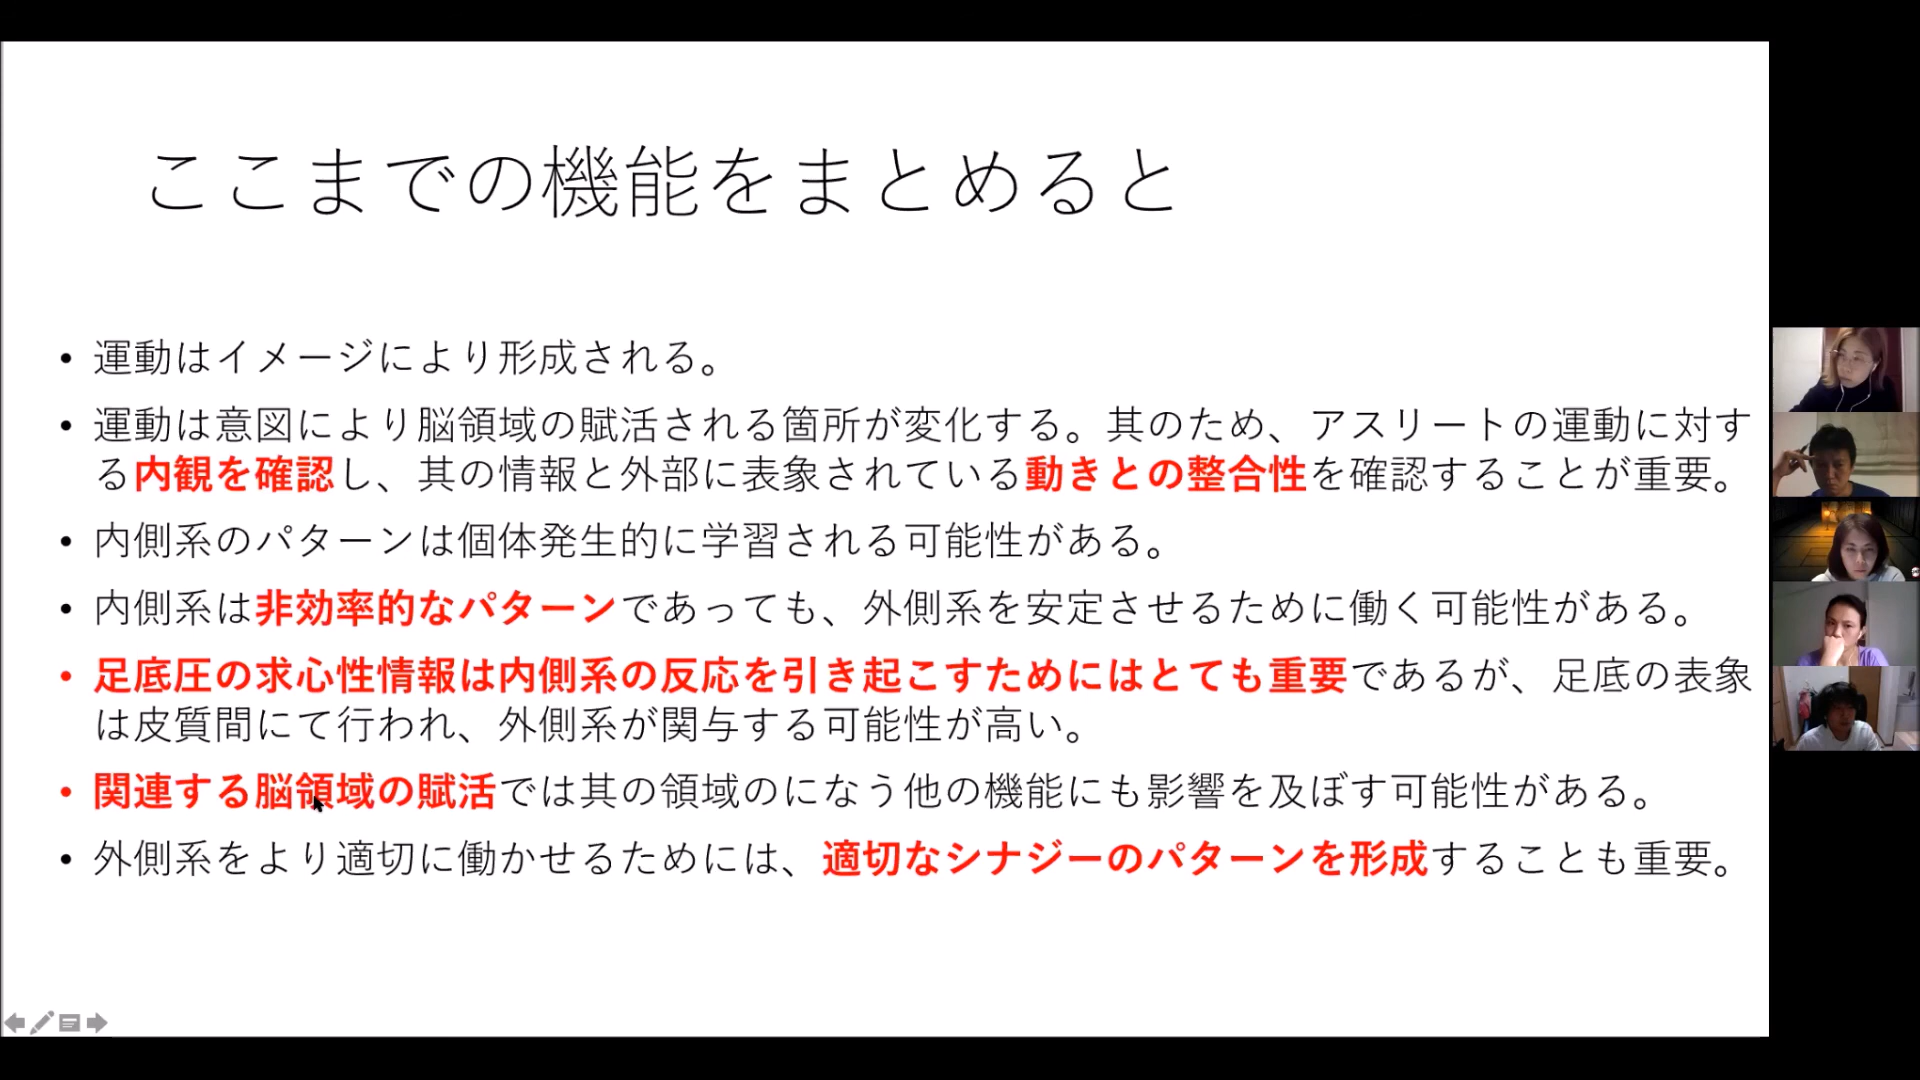 ここまでの機能をまとめると
• 運動はイメージにより形成される。
• 運動は意図により脳領域の賦活される箇所が変化する。其のため、アスリートの運動に対す
る内観を確認し、其の情報と外部に表象されている動きとの整合性を確認することが重要。
• 内側系のパターンは個体発生的に学習される可能性がある。
• 内側系は非効率的なパターンであっても、外側系を安定させるために働く可能性がある。
• 足底圧の求心性情報は内側系の反応を引き起こすためにはとても重要であるが、足底の表象
は皮質間にて行われ、外側系が関与する可能性が高い。
• 関連する脳領域の賦活では其の領域のになう他の機能にも影響を及ぼす可能性がある。
• 外側系をより適切に働かせるためには、適切なシナジーのパターンを形成することも重要。